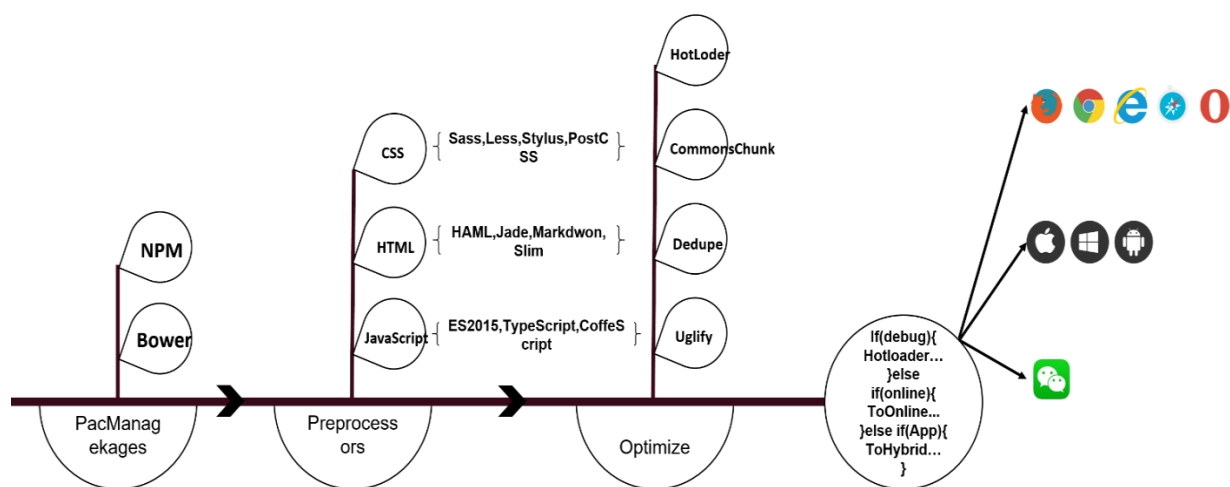 HotLoder
CSS
Sass,Less,Stylus,PostC
SS
CommonsChunk
NPM
HTML
HAML,Jade,Markdwon,
Slim
Dedupe
Bower
JavaScript
ES2015,TypeScript,CoffeS
cript
Uglify
PacManag
ekages
Preprocess
ors
Optimize
If(debug){
Hotloader…
}else
if(online){
ToOnline...
}else if(App){
ToHybrid…
}